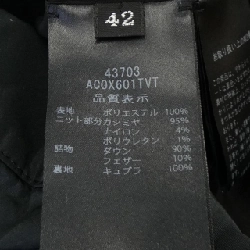 42
43703
A00X601TVT
品質表示
表地 ポリエステル 100%
ニット部分 カシミヤ 95%
ナイロン 4%
ポリウレタン 1%
詰物 ダウン 90%
フェザー 10%
裏地 キュプラ 100%